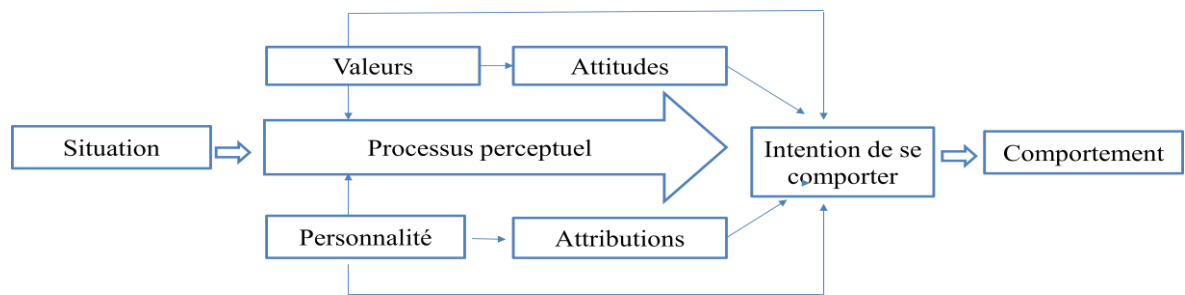 Valeurs
Attitudes
Situation
Processus perceptuel
Intention de se
comporter
Comportement
Personnalité
Attributions